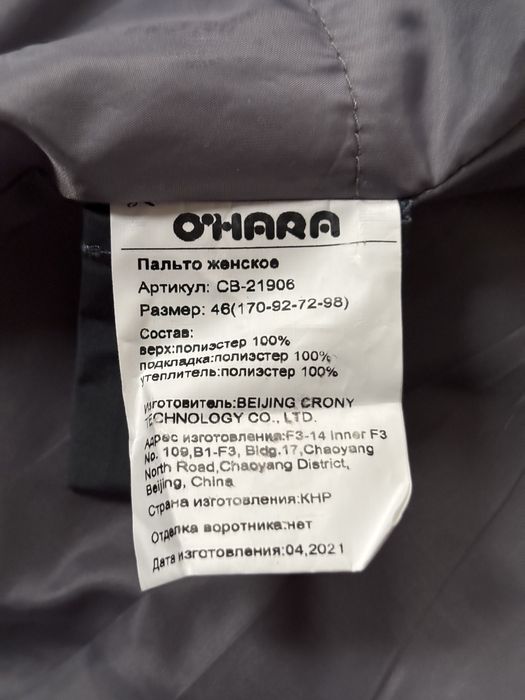 O'HARA
Пальто женское
Артикул: СВ-21906
Размер: 46(170-92-72-98)
Состав:
верх:полиэстер 100%
подкладка:полиэстер 100%
утеплитель:полиэстер 100%
Изготовитель:BEIJING CRONY
TECHNOLOGY CO., LTD.
Адрес изготовления:F3-14 Inner F3
No. 109,B1-F3, Bldg.17,Chaoyang
North Road,Chaoyang District,
Beijing, China
Страна изготовления:КНР
Отделка воротника:нет
Дата изготовления:04,2021